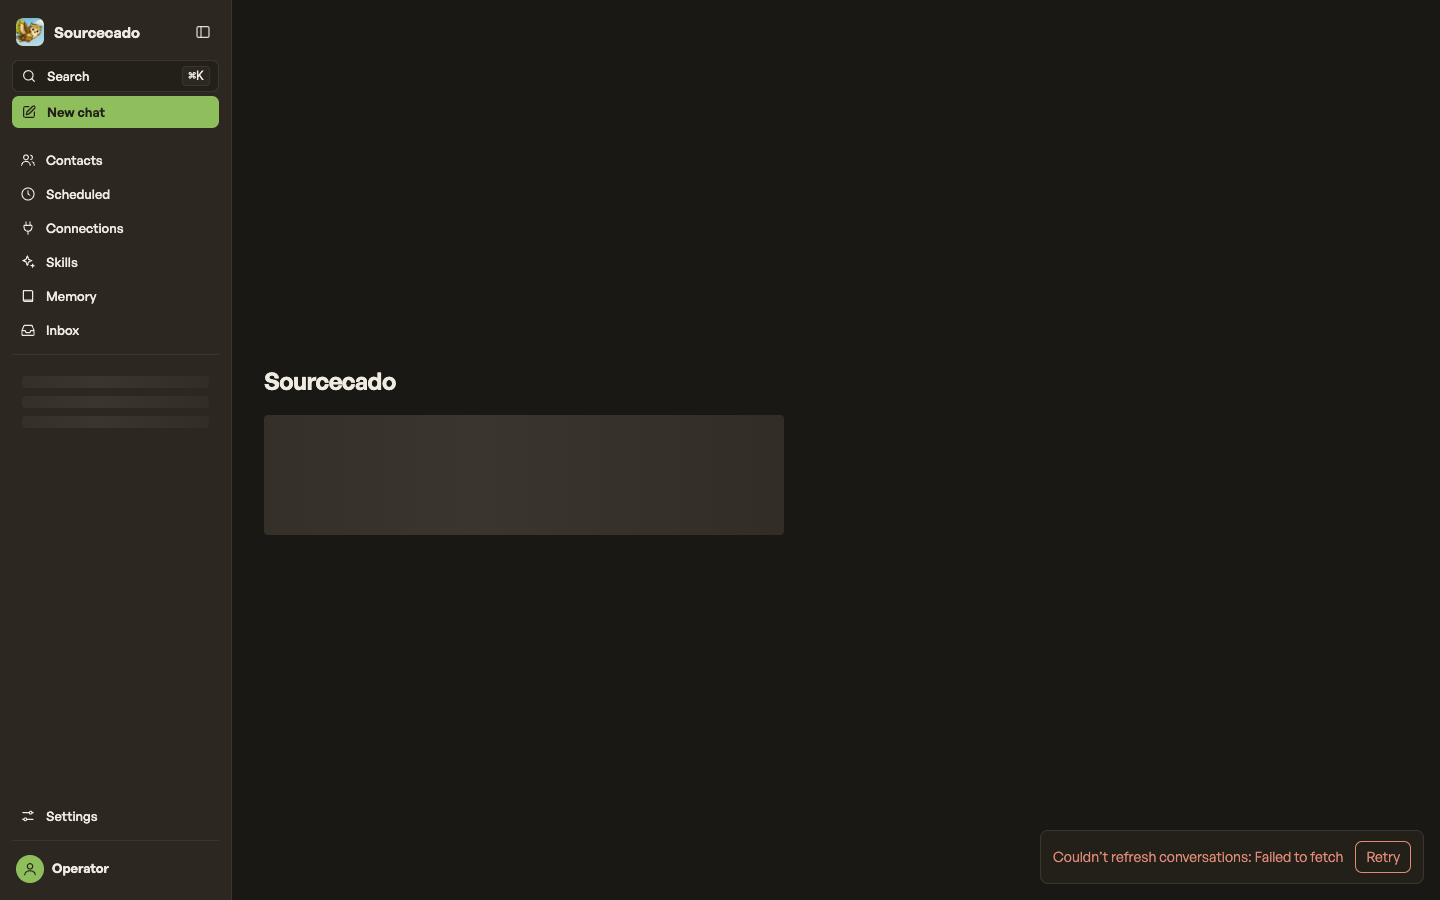 Sourcecado
Search ⌘K
New chat
Contacts
Scheduled
Connections
Skills
Memory
Inbox
Sourcecado
Settings
Operator
Couldn’t refresh conversations: Failed to fetch Retry